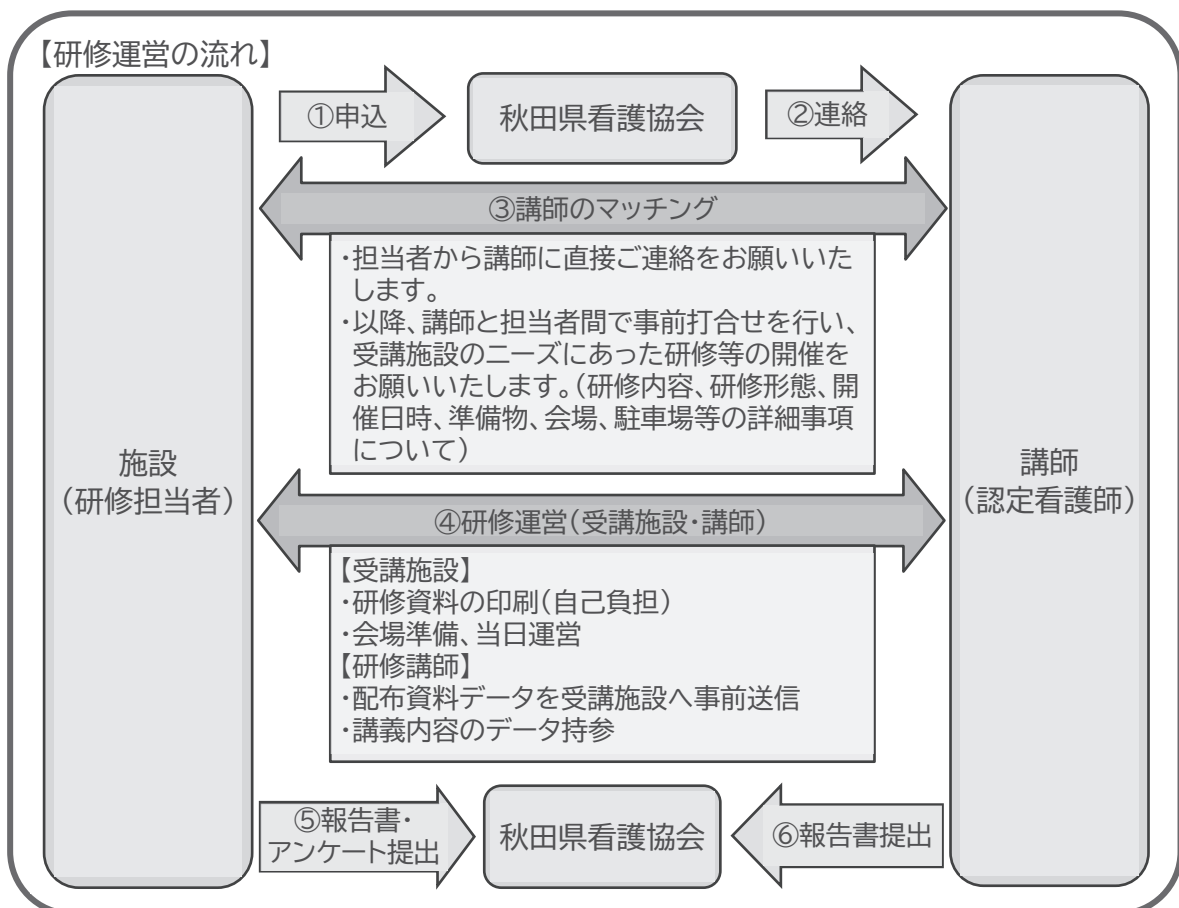 【研修運営の流れ】
①申込
秋田県看護協会
②連絡
③講師のマッチング
・担当者から講師に直接ご連絡をお願いいた
します。
・以降、講師と担当者間で事前打合せを行い、
受講施設のニーズにあった研修等の開催を
お願いいたします。(研修内容、研修形態、開
催日時、準備物、会場、駐車場等の詳細事項
について)
施設
(研修担当者)
講師
(認定看護師)
④研修運営(受講施設・講師)
【受講施設】
・研修資料の印刷(自己負担)
・会場準備、当日運営
【研修講師】
・配布資料データを受講施設へ事前送信
・講義内容のデータ持参
⑤報告書・
アンケート提出
秋田県看護協会
⑥報告書提出